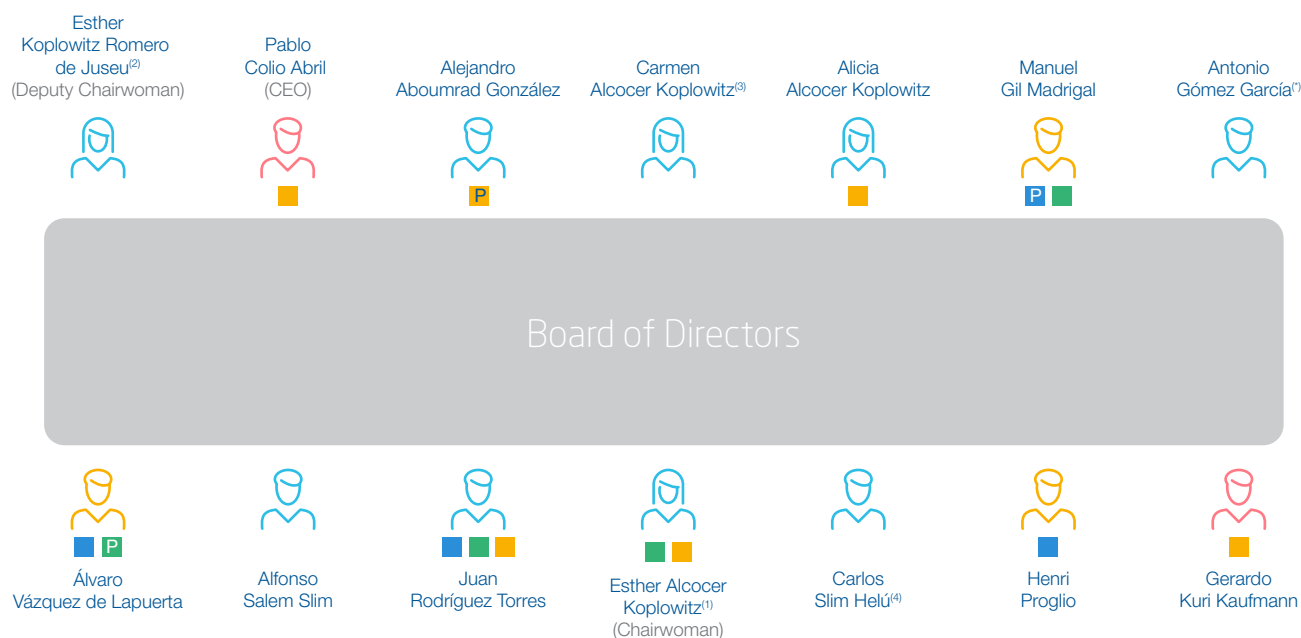 Esther
Koplowitz Romero
de Juseu(2)
(Deputy Chairwoman)
Pablo
Colio Abril
(CEO)
Alejandro
Aboumrad González
Carmen
Alcocer Koplowitz(3)
Alicia
Alcocer Koplowitz
Manuel
Gil Madrigal
Antonio
Gómez García(*)
P
P
Board of Directors
P
Álvaro
Vázquez de Lapuerta
Alfonso
Salem Slim
Juan
Rodríguez Torres
Esther Alcocer
Koplowitz(1)
(Chairwoman)
Carlos
Slim Helú(4)
Henri
Proglio
Gerardo
Kuri Kaufmann